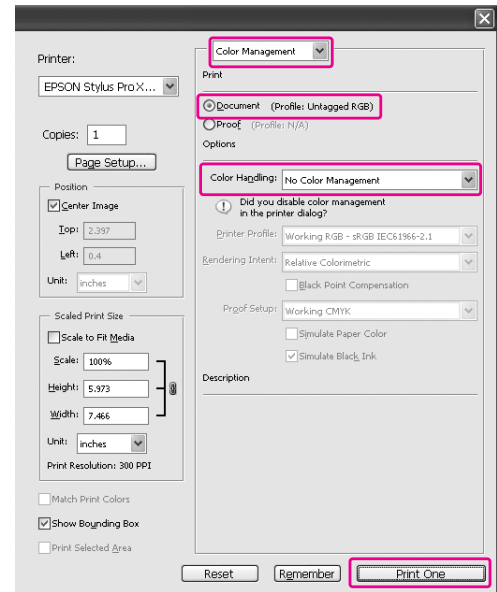 Printer:
EPSON Stylus ProX...
Copies: 1
Page Setup...
Position
Center Image
Top: 2.397
Left: 0.4
Unit: inches
Scaled Print Size
Scale to Fit Media
Scale: 100%
Height: 5.973
Width: 7.466
Unit: inches
Print Resolution: 300 PPI
Match Print Colors
Show Bounding Box
Print Selected Area
Color Management
Print
Document (Profile: Untagged RGB)
Proof (Profile: N/A)
Options
Color Handling: No Color Management
Did you disable color management
in the printer dialog?
Printer Profile: Working RGB - sRGB IEC61966-2.1
Rendering Intent: Relative Colorimetric
Black Point Compensation
Proof Setup: Working CMYK
Simulate Paper Color
Simulate Black Ink
Description
Reset Remember Print One